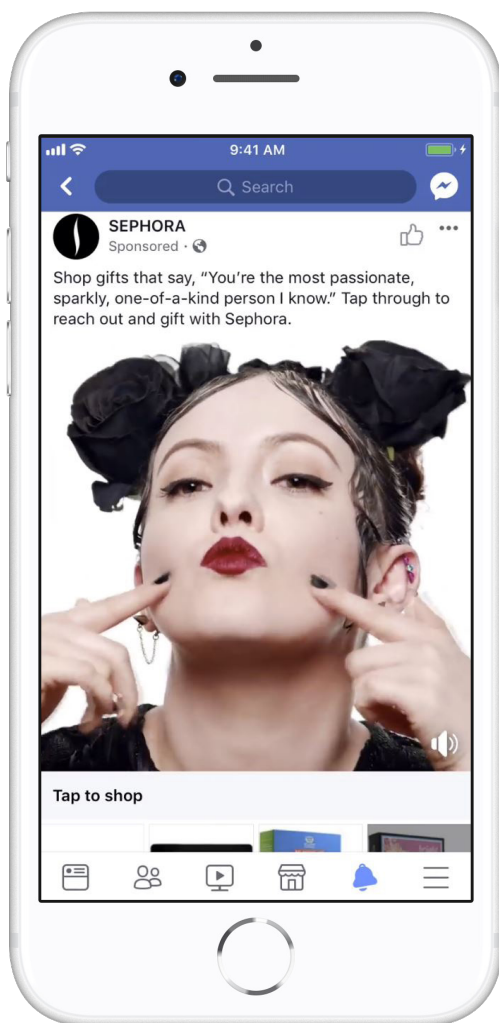 9:41 AM
Search
SEPHORA
Sponsored ·
Shop gifts that say, “You’re the most passionate,
sparkly, one-of-a-kind person I know.” Tap through to
reach out and gift with Sephora.
Tap to shop